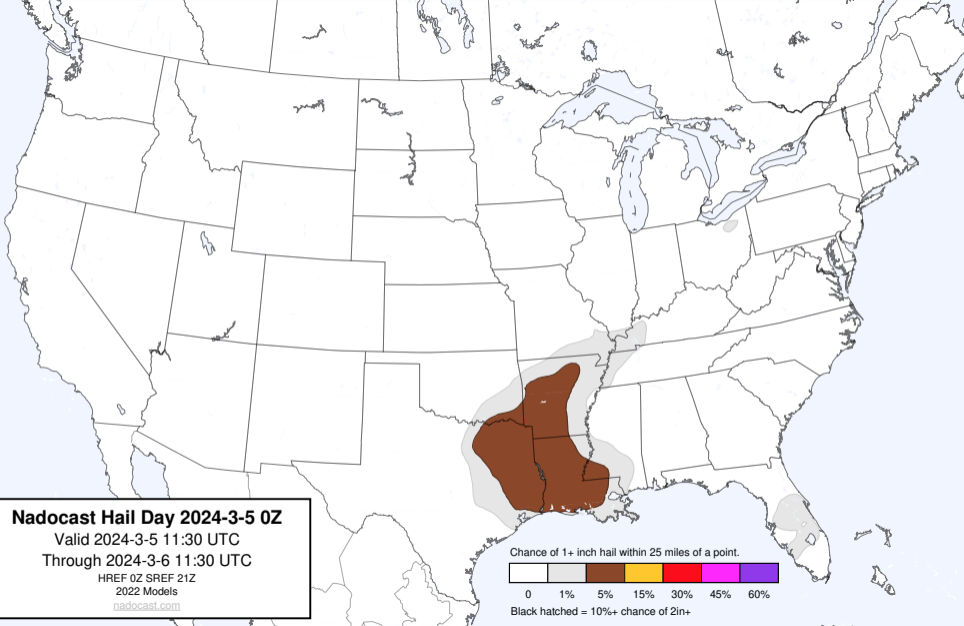 Nadocast Hail Day 2024-3-5 0Z
Valid 2024-3-5 11:30 UTC
Through 2024-3-6 11:30 UTC
HREF 0Z SREF 21Z
2022 Models
nadocast.com
Chance of 1+ inch hail within 25 miles of a point.
0 1% 5% 15% 30% 45% 60%
Black hatched = 10%+ chance of 2in+